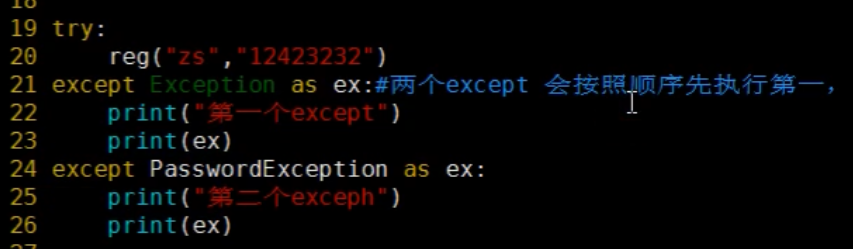 19 try:
20     reg("zs","12423232")
21 except Exception as ex:#两个except 会按照顺序先执行第一，
22     print("第一个except")
23     print(ex)
24 except PasswordException as ex:
25     print("第二个exceph")
26     print(ex)